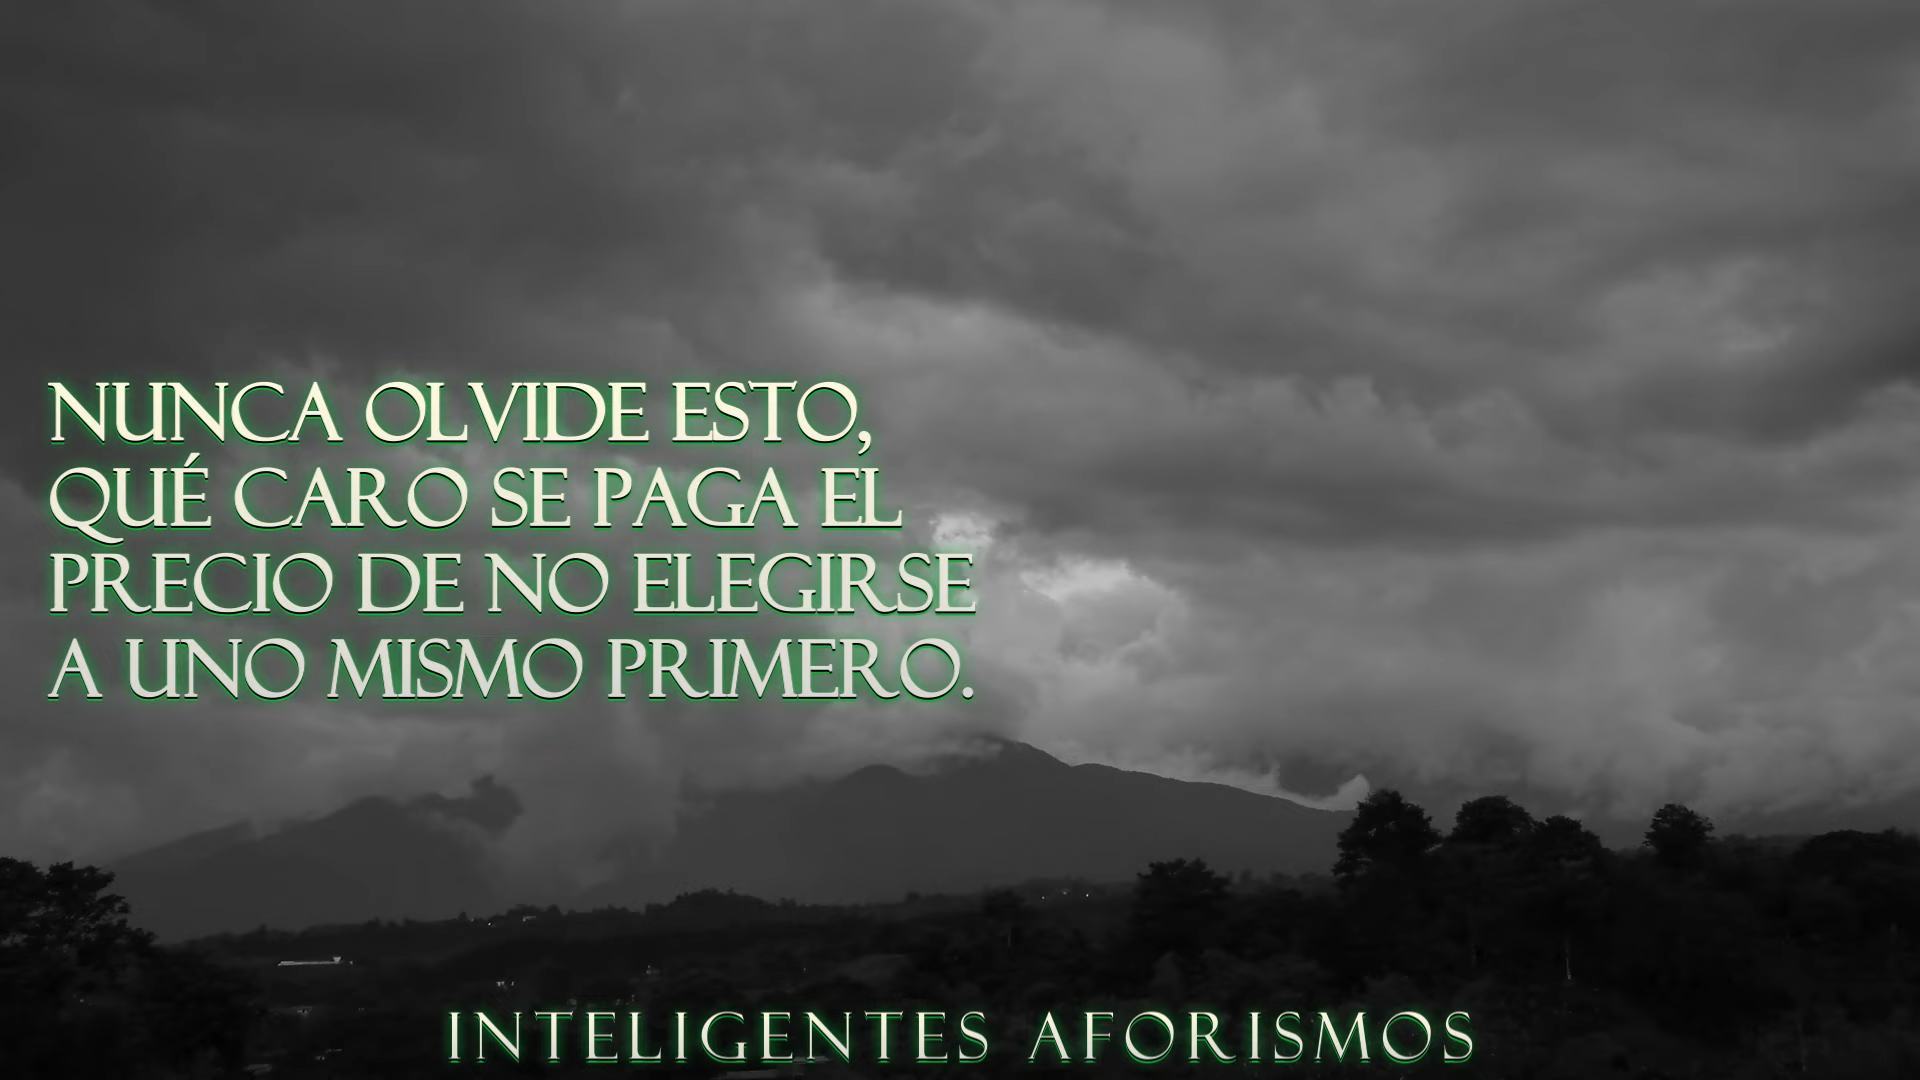 NUNCA OLVIDE ESTO,
QUÉ CARO SE PAGA EL
PRECIO DE NO ELEGIRSE
A UNO MISMO PRIMERO.
INTELIGENTES AFORISMOS